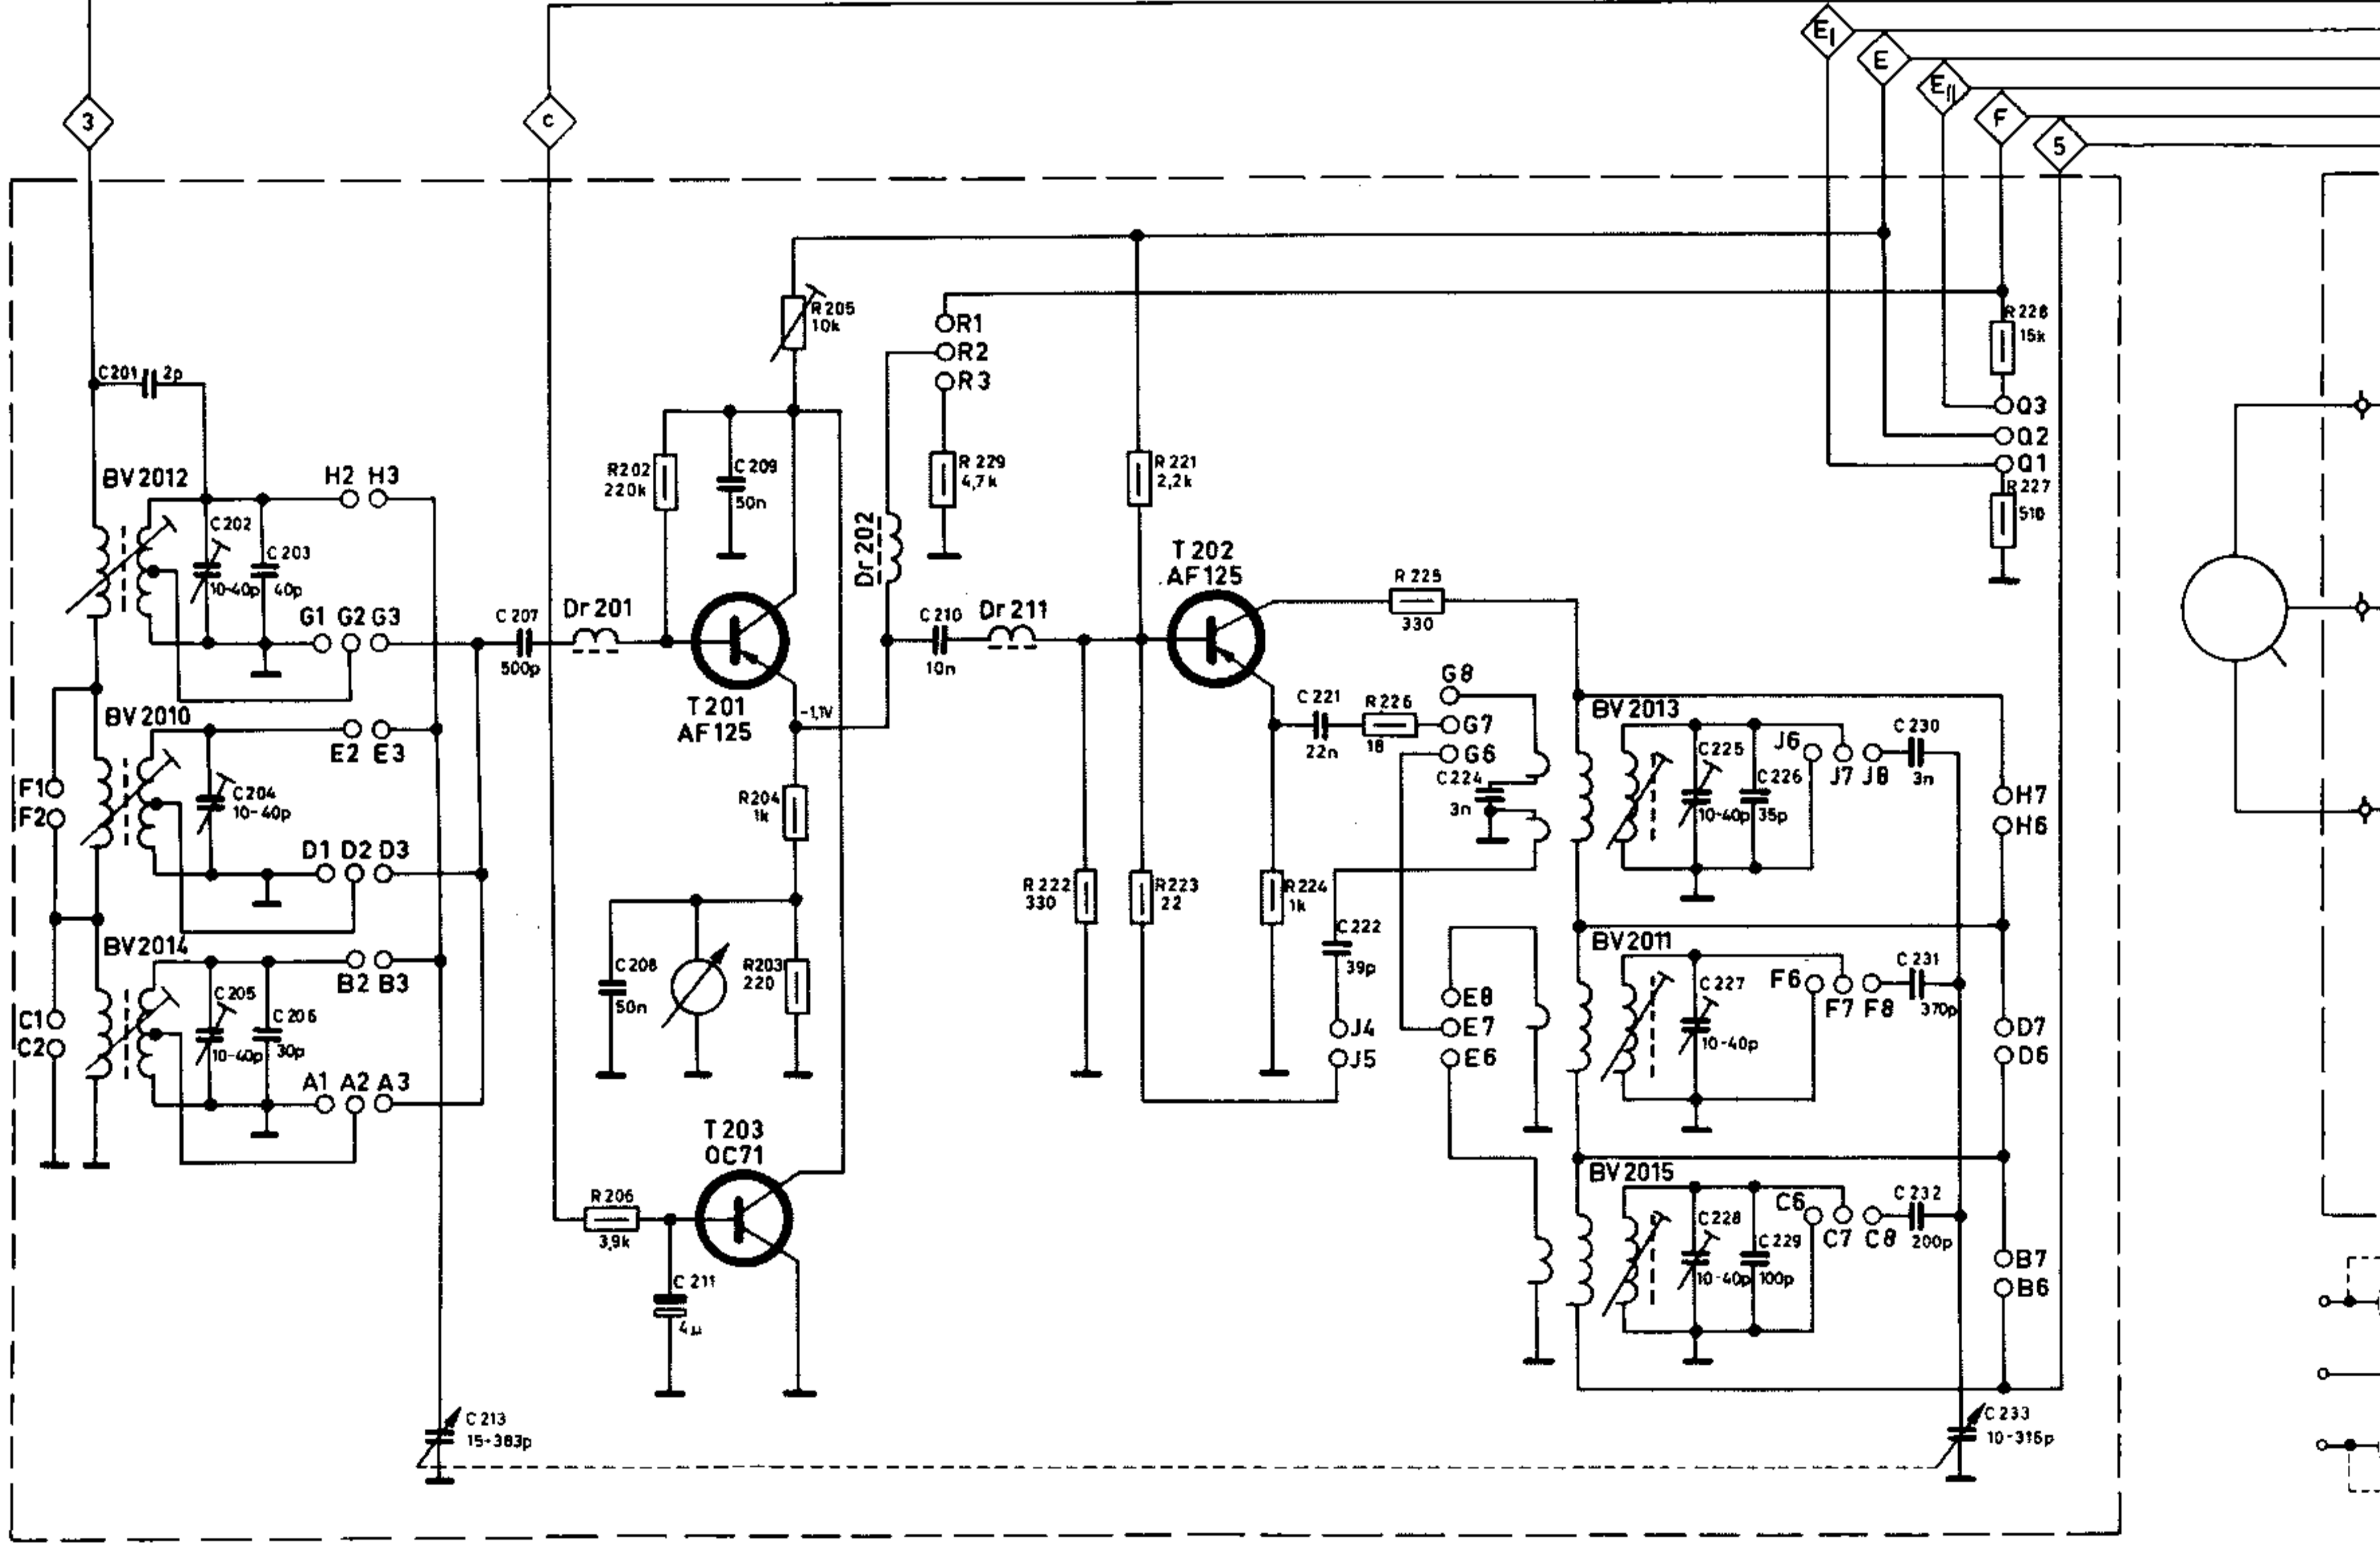 E|
E
E||
3
C
F
5
R205
10k
R1
R2
R3
R228
15k
C201 2p
Q3
Q2
Q1
BV2012
H2 H3
R202
220k
C209
50n
R229
4,7k
R221
2,2k
R227
510
C202
10-40p
C203
40p
Dr202
T202
AF125
R225
330
G1 G2 G3
C207
500p
Dr201
C210
10n
Dr211
T201
AF125
-1,1V
G8
G7
G6
C221
22n
R226
18
BV2013
BV2010
E2 E3
C225
10-40p
C226
35p
J6
J7 J8
C230
3n
F1
F2
C204
10-40p
R204
1k
C224
3n
H7
H6
D1 D2 D3
R222
330
R223
22
R224
1k
C222
39p
BV2014
B2 B3
C208
50n
R203
220
BV2011
C227
10-40p
F6
F7 F8
C231
370p
C1
C2
C205
10-40p
C206
30p
J4
J5
E8
E7
E6
D7
D6
A1 A2 A3
T203
OC71
BV2015
R206
3,9k
C228
10-40p
C229
100p
C6
C7 C8
C232
200p
B7
B6
C211
4µ
C213
15-383p
C233
10-316p